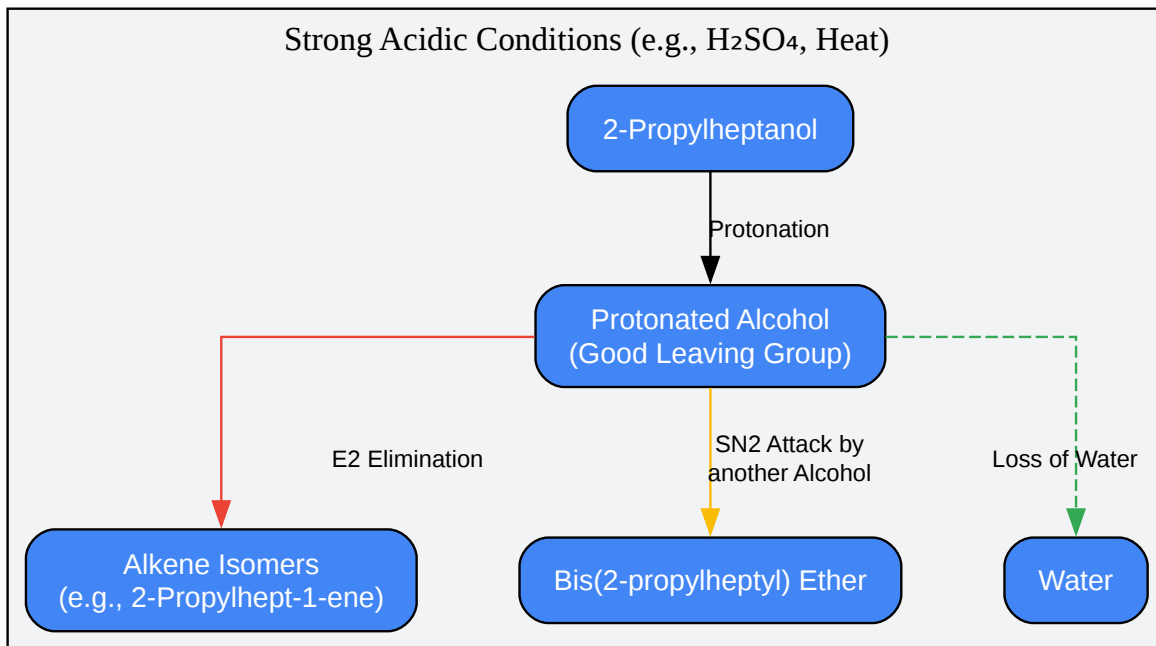 Strong Acidic Conditions (e.g., H₂SO₄, Heat)
2-Propylheptanol
Protonation
Protonated Alcohol
(Good Leaving Group)
E2 Elimination
SN2 Attack by
another Alcohol
Loss of Water
Alkene Isomers
(e.g., 2-Propylhept-1-ene)
Bis(2-propylheptyl) Ether
Water